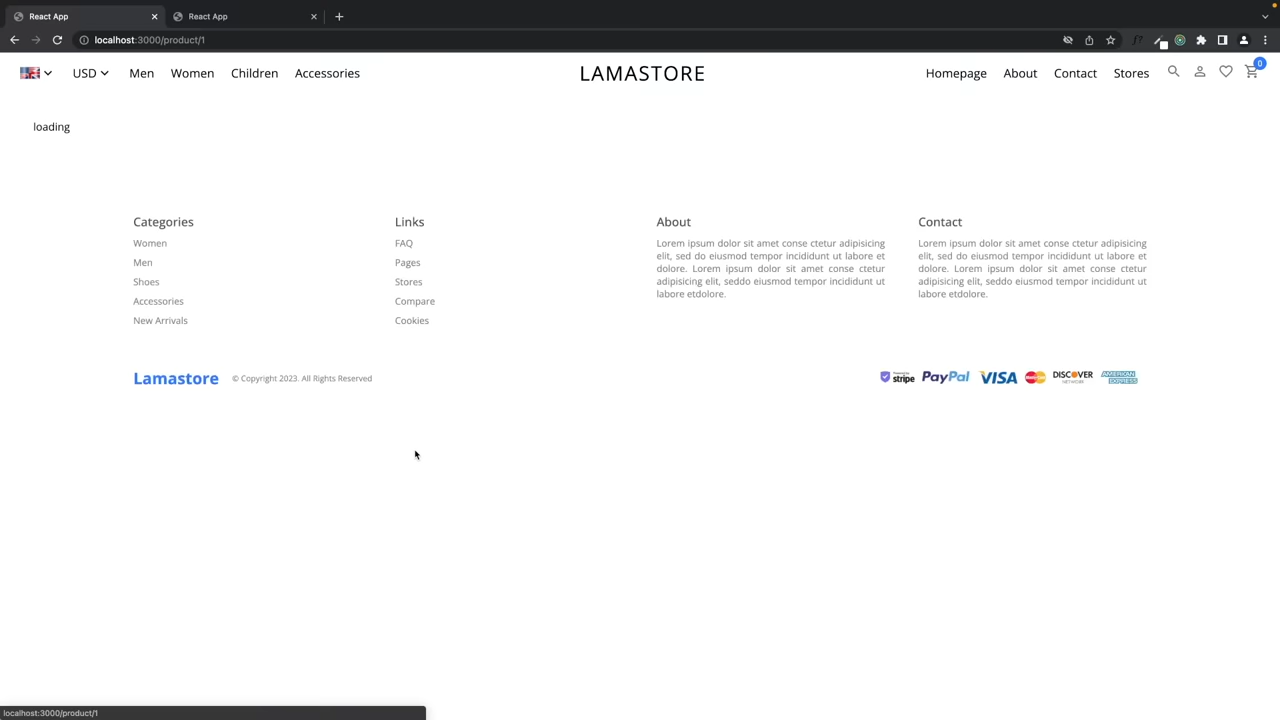 React App
React App
localhost:3000/product/1
USD
Men
Women
Children
Accessories
LAMASTORE
Homepage
About
Contact
Stores
0
loading
Categories
Women
Men
Shoes
Accessories
New Arrivals
Links
FAQ
Pages
Stores
Compare
Cookies
About
Lorem ipsum dolor sit amet conse ctetur adipisicing
elit, sed do eiusmod tempor incididunt ut labore et
dolore. Lorem ipsum dolor sit amet conse ctetur
adipisicing elit, seddo eiusmod tempor incididunt ut
labore etdolore.
Contact
Lorem ipsum dolor sit amet conse ctetur adipisicing
elit, sed do eiusmod tempor incididunt ut labore et
dolore. Lorem ipsum dolor sit amet conse ctetur
adipisicing elit, seddo eiusmod tempor incididunt ut
labore etdolore.
Lamastore
© Copyright 2023. All Rights Reserved
stripe
PayPal
VISA
DISCOVER
NETWORK
AMERICAN
EXPRESS
localhost:3000/product/1